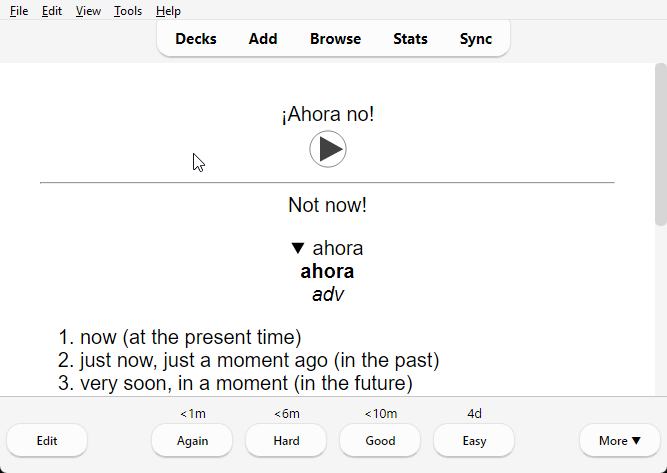 File Edit View Tools Help
Decks Add Browse Stats Sync
¡Ahora no!
Not now!
▼ ahora
ahora
adv
1. now (at the present time)
2. just now, just a moment ago (in the past)
3. very soon, in a moment (in the future)
<1m <6m <10m 4d
Edit Again Hard Good Easy More ▼